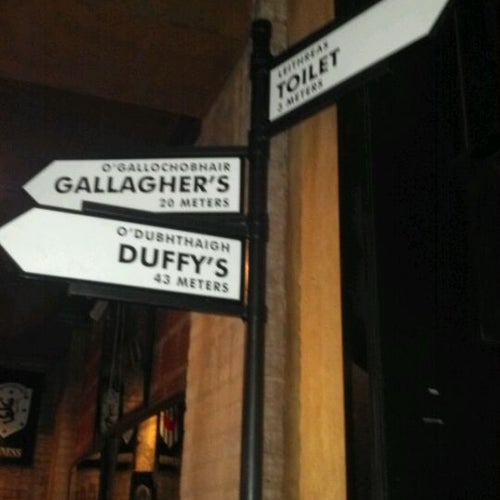 LEITHREAS
TOILET
3 METERS
O'GALLOCHOBHAIR
GALLAGHER'S
20 METERS
O'DUBHTHAIGH
DUFFY'S
43 METERS